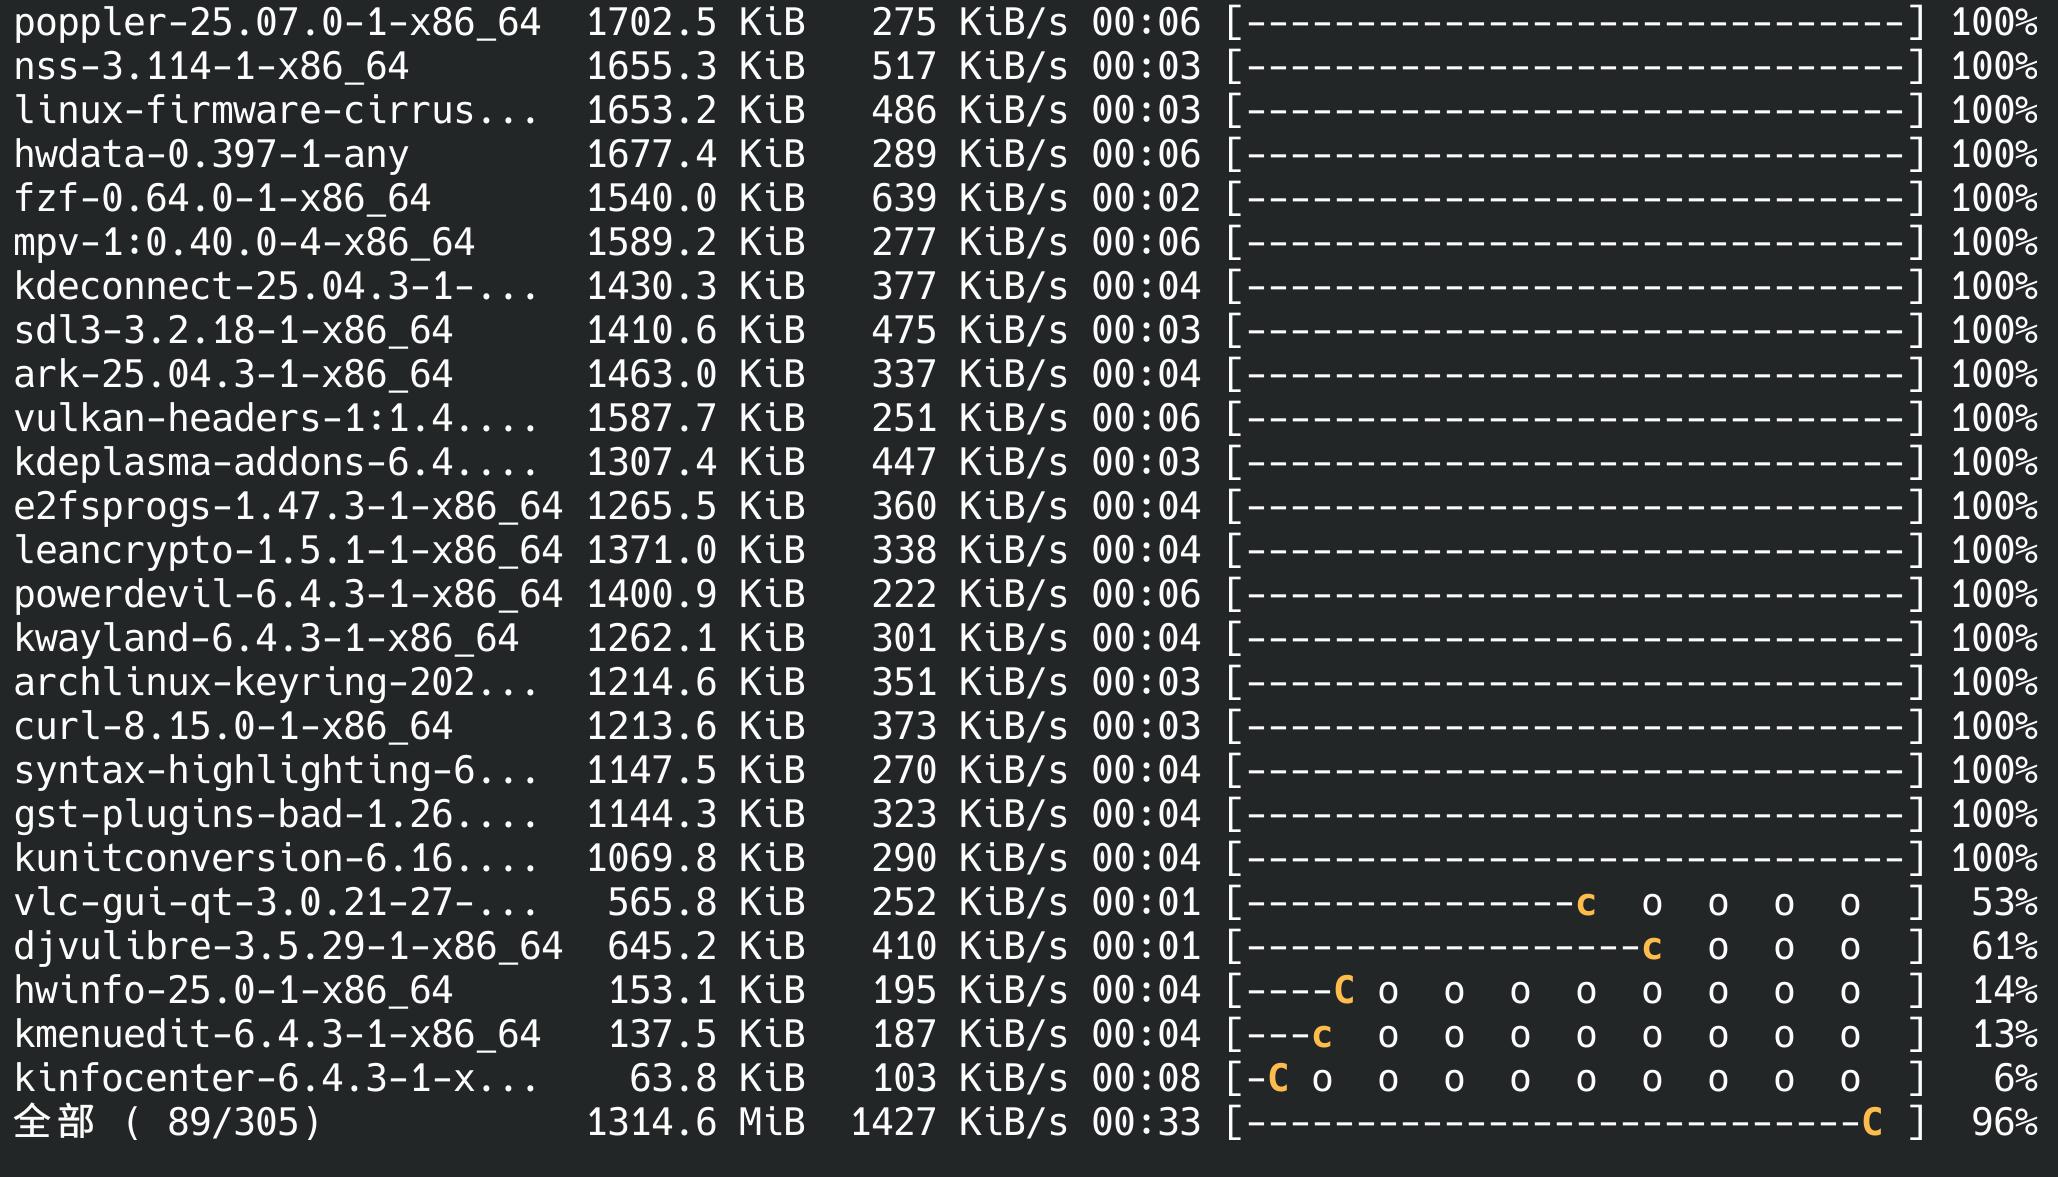 poppler-25.07.0-1-x86_64 1702.5 KiB 275 KiB/s 00:06 [------------------------------] 100%
nss-3.114-1-x86_64 1655.3 KiB 517 KiB/s 00:03 [------------------------------] 100%
linux-firmware-cirrus... 1653.2 KiB 486 KiB/s 00:03 [------------------------------] 100%
hwdata-0.397-1-any 1677.4 KiB 289 KiB/s 00:06 [------------------------------] 100%
fzf-0.64.0-1-x86_64 1540.0 KiB 639 KiB/s 00:02 [------------------------------] 100%
mpv-1:0.40.0-4-x86_64 1589.2 KiB 277 KiB/s 00:06 [------------------------------] 100%
kdeconnect-25.04.3-1-... 1430.3 KiB 377 KiB/s 00:04 [------------------------------] 100%
sdl3-3.2.18-1-x86_64 1410.6 KiB 475 KiB/s 00:03 [------------------------------] 100%
ark-25.04.3-1-x86_64 1463.0 KiB 337 KiB/s 00:04 [------------------------------] 100%
vulkan-headers-1:1.4.... 1587.7 KiB 251 KiB/s 00:06 [------------------------------] 100%
kdeplasma-addons-6.4.... 1307.4 KiB 447 KiB/s 00:03 [------------------------------] 100%
e2fsprogs-1.47.3-1-x86_64 1265.5 KiB 360 KiB/s 00:04 [------------------------------] 100%
leancrypto-1.5.1-1-x86_64 1371.0 KiB 338 KiB/s 00:04 [------------------------------] 100%
powerdevil-6.4.3-1-x86_64 1400.9 KiB 222 KiB/s 00:06 [------------------------------] 100%
kwayland-6.4.3-1-x86_64 1262.1 KiB 301 KiB/s 00:04 [------------------------------] 100%
archlinux-keyring-202... 1214.6 KiB 351 KiB/s 00:03 [------------------------------] 100%
curl-8.15.0-1-x86_64 1213.6 KiB 373 KiB/s 00:03 [------------------------------] 100%
syntax-highlighting-6... 1147.5 KiB 270 KiB/s 00:04 [------------------------------] 100%
gst-plugins-bad-1.26.... 1144.3 KiB 323 KiB/s 00:04 [------------------------------] 100%
kunitconversion-6.16.... 1069.8 KiB 290 KiB/s 00:04 [------------------------------] 100%
vlc-gui-qt-3.0.21-27-... 565.8 KiB 252 KiB/s 00:01 [---------------c  o  o  o  o  ] 53%
djvulibre-3.5.29-1-x86_64 645.2 KiB 410 KiB/s 00:01 [------------------c  o  o  o  ] 61%
hwinfo-25.0-1-x86_64 153.1 KiB 195 KiB/s 00:04 [----C o  o  o  o  o  o  o  o  ] 14%
kmenuedit-6.4.3-1-x86_64 137.5 KiB 187 KiB/s 00:04 [---c  o  o  o  o  o  o  o  o  ] 13%
kinfocenter-6.4.3-1-x... 63.8 KiB 103 KiB/s 00:08 [-C o  o  o  o  o  o  o  o  o  ] 6%
全部 ( 89/305) 1314.6 MiB 1427 KiB/s 00:33 [----------------------------C ] 96%